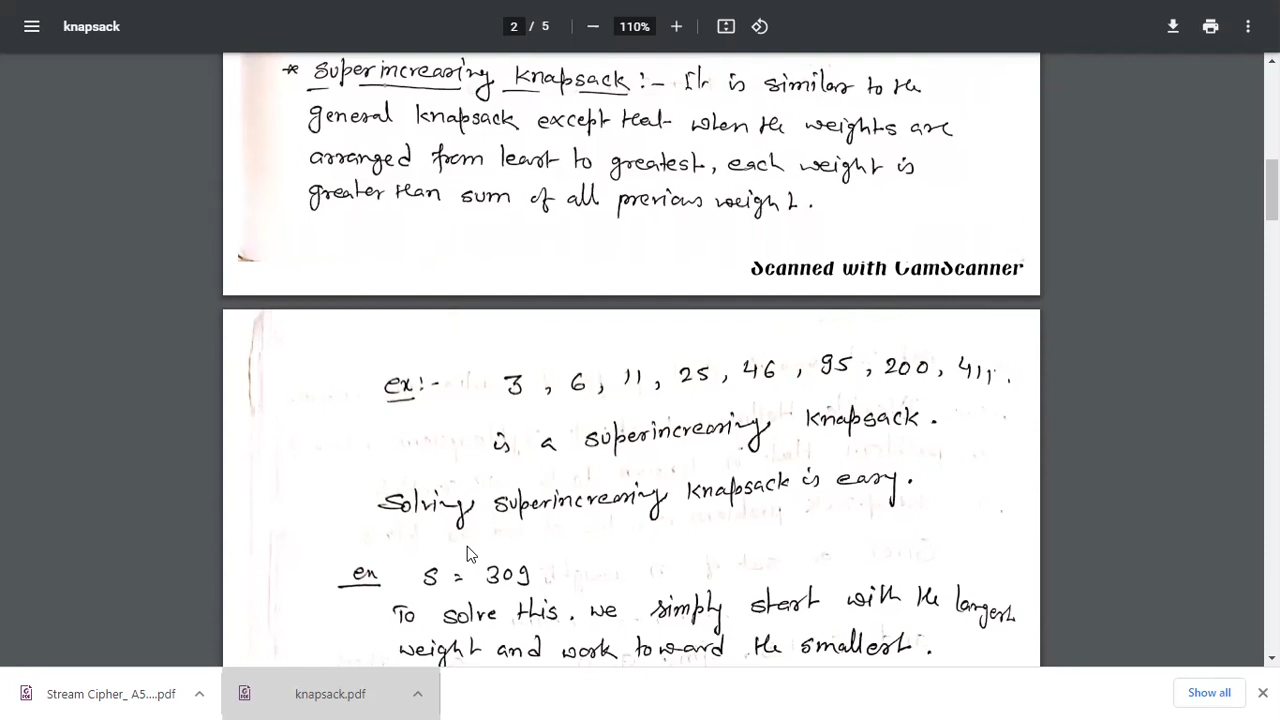 knapsack
2 / 5
110%
* Superincreasing Knapsack :- It is similar to the
general Knapsack except that when the weights are
arranged from least to greatest, each weight is
greater than sum of all previous weight.
Scanned with CamScanner
ex:- 3, 6, 11, 25, 46, 95, 200, 411.
is a superincreasing Knapsack.
Solving superincreasing Knapsack is easy.
ex S = 309
To solve this. we simply start with the largest
weight and work toward the smallest.
Stream Cipher_ A5....pdf
knapsack.pdf
Show all